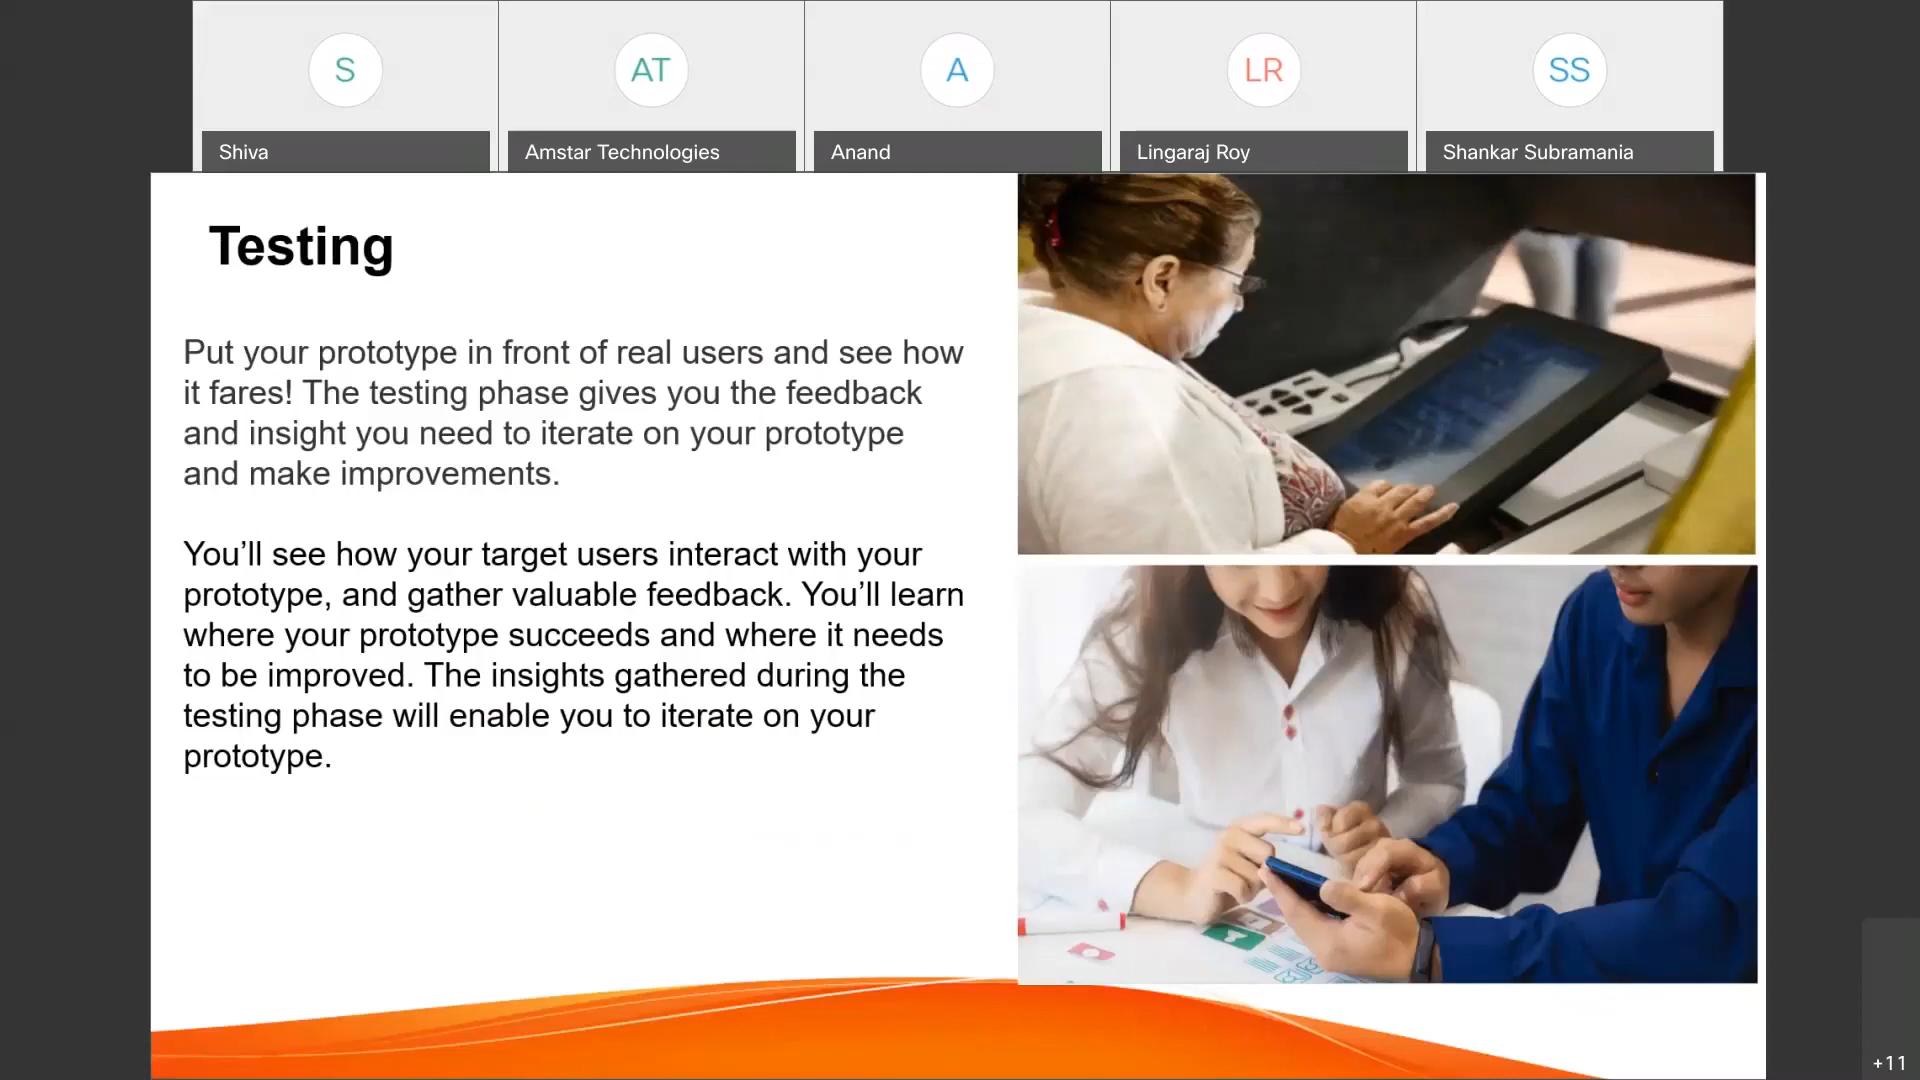 S
AT
A
LR
SS
Shiva
Amstar Technologies
Anand
Lingaraj Roy
Shankar Subramania
Testing
Put your prototype in front of real users and see how
it fares! The testing phase gives you the feedback
and insight you need to iterate on your prototype
and make improvements.
You’ll see how your target users interact with your
prototype, and gather valuable feedback. You’ll learn
where your prototype succeeds and where it needs
to be improved. The insights gathered during the
testing phase will enable you to iterate on your
prototype.
+11